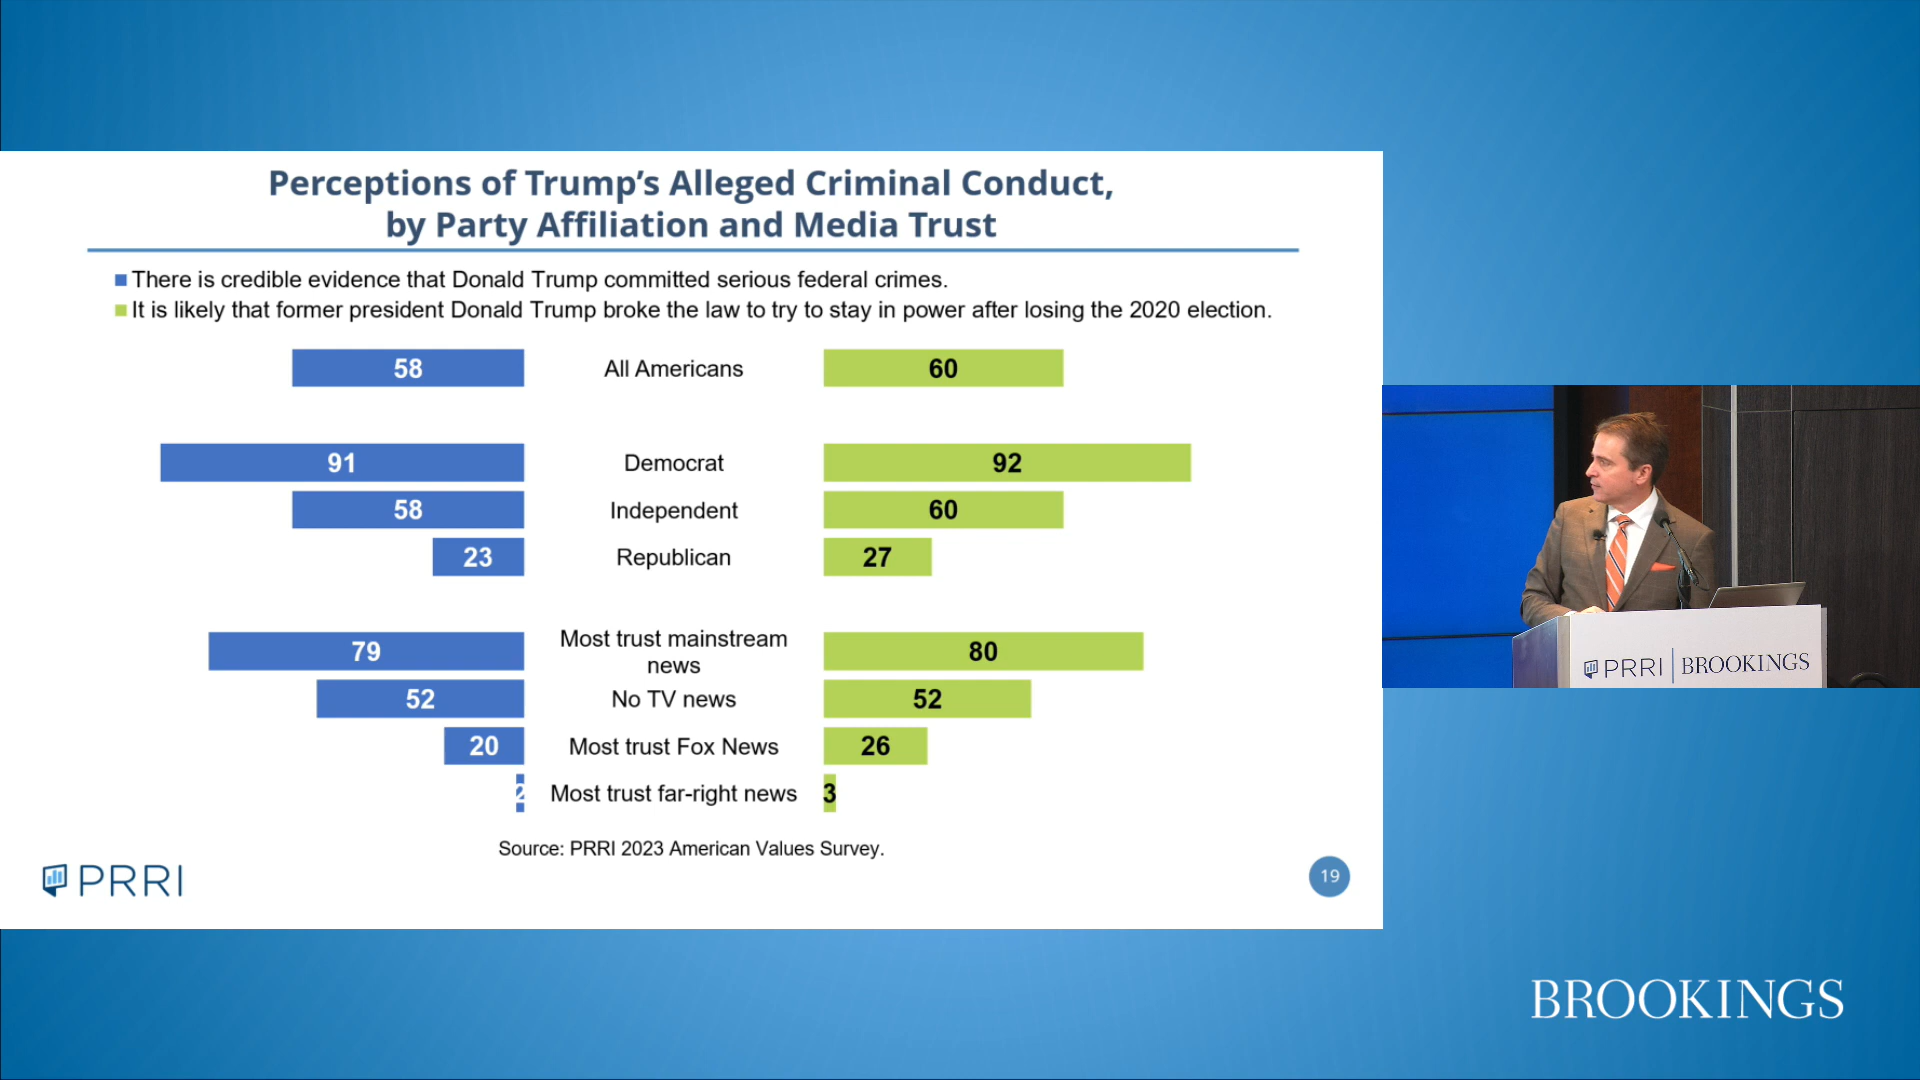 Perceptions of Trump's Alleged Criminal Conduct,
by Party Affiliation and Media Trust
There is credible evidence that Donald Trump committed serious federal crimes.
It is likely that former president Donald Trump broke the law to try to stay in power after losing the 2020 election.
58 All Americans 60
91 Democrat 92
58 Independent 60
23 Republican 27
79 Most trust mainstream news 80
52 No TV news 52
20 Most trust Fox News 26
2 Most trust far-right news 3
Source: PRRI 2023 American Values Survey.
PRRI
19
PRRI | BROOKINGS
BROOKINGS